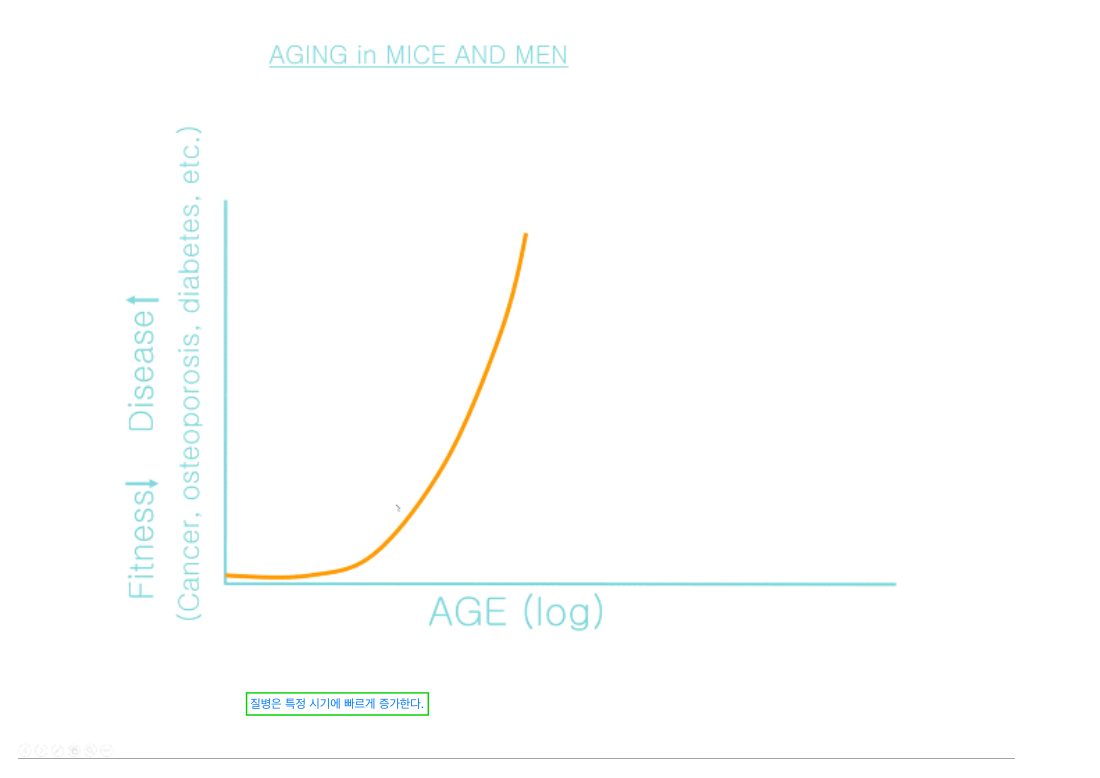 AGING in MICE AND MEN
Fitness↓ Disease↑
(Cancer, osteoporosis, diabetes, etc.)
AGE (log)
질병은 특정 시기에 빠르게 증가한다.